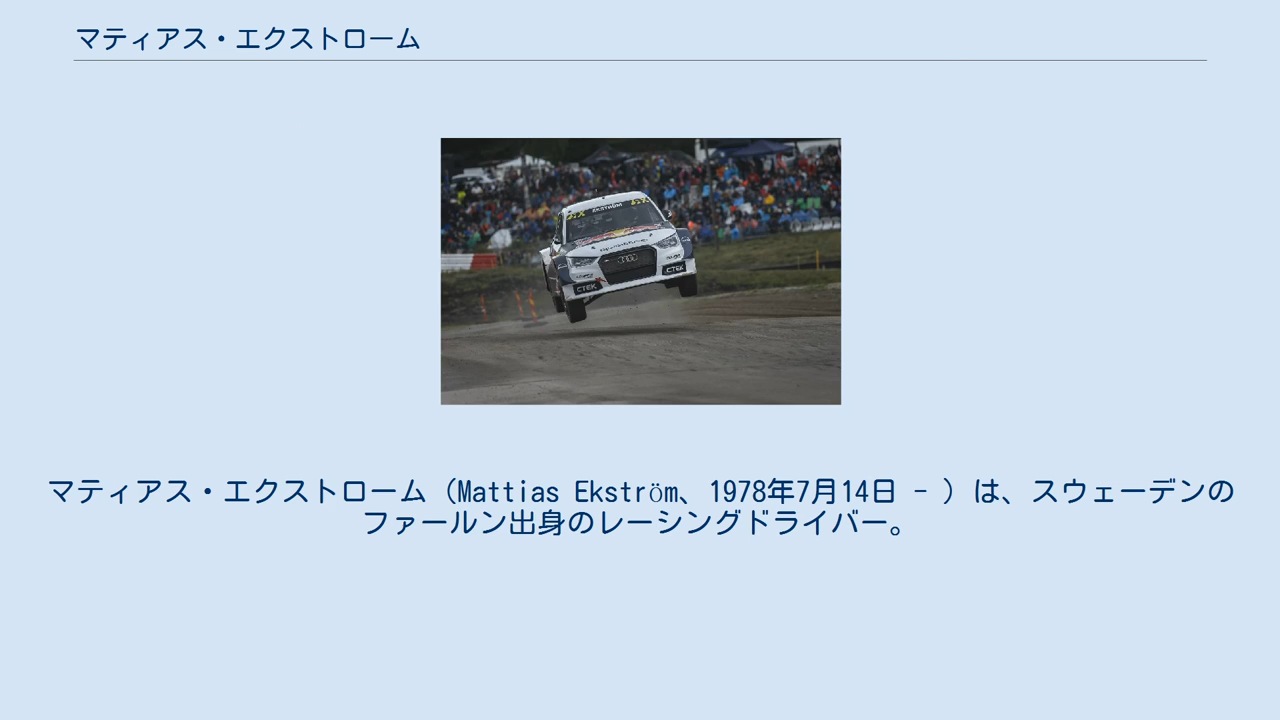 マティアス・エクストローム
EKSTRÖM
CTEK
CTEK
マティアス・エクストローム（Mattias Ekström、1978年7月14日 - ）は、スウェーデンの
ファールン出身のレーシングドライバー。